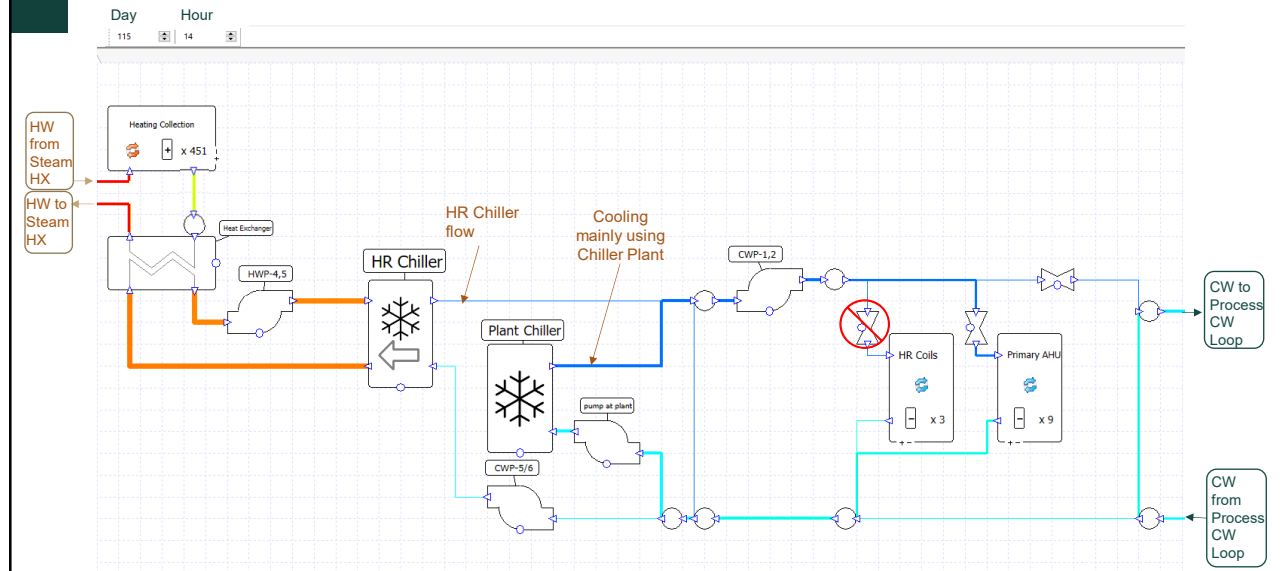 Day
Hour
115
14
Heating Collection
+
x 451
+
-
HW
from
Steam
HX
HW to
Steam
HX
Heat Exchanger
HWP-4,5
HR Chiller
HR Chiller
flow
Cooling
mainly using
Chiller Plant
Plant Chiller
CWP-1,2
pump at plant
CWP-5/6
HR Coils
−
x 3
+ −
Primary AHU
−
x 9
+ −
CW to
Process
CW
Loop
CW
from
Process
CW
Loop